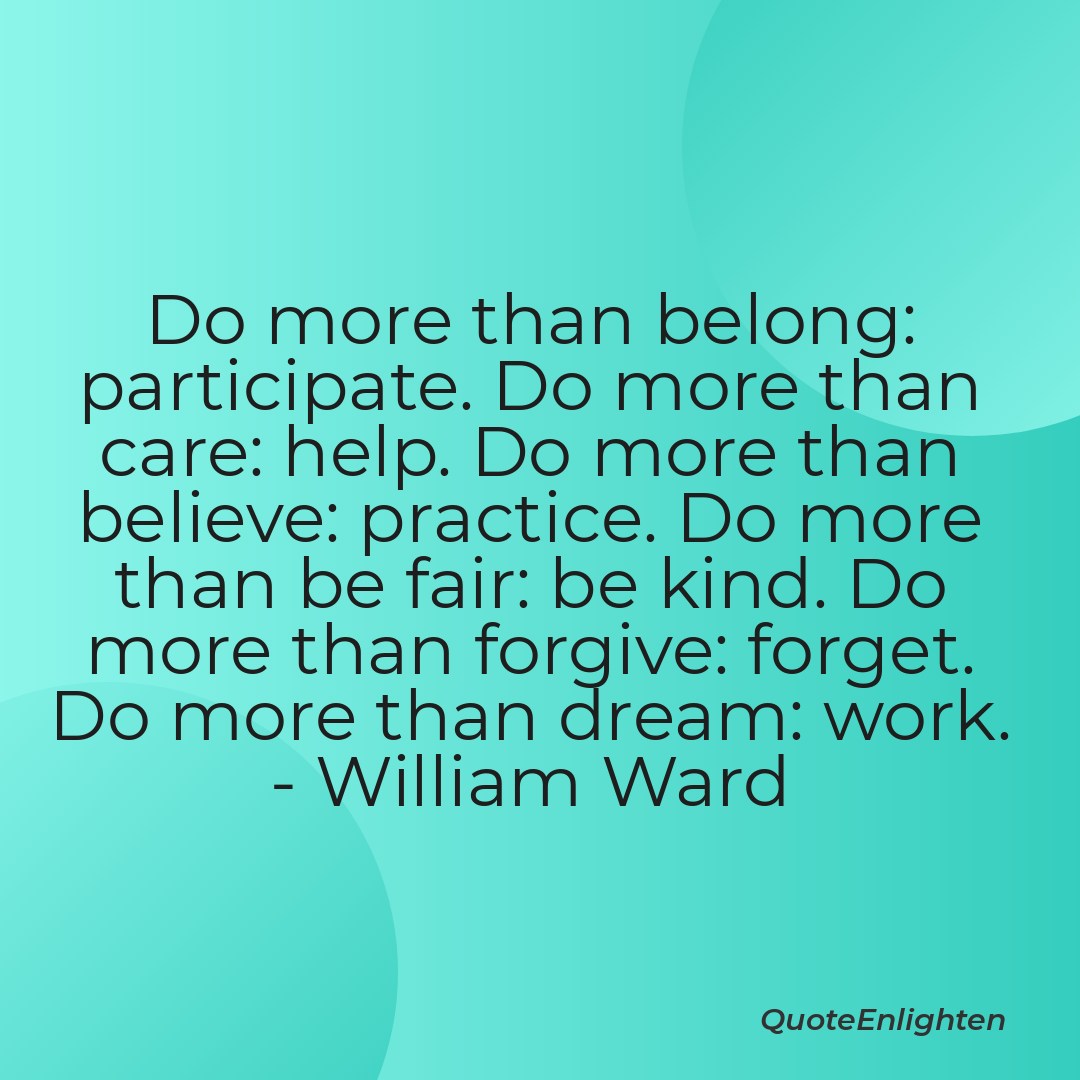 Do more than belong:
participate. Do more than
care: help. Do more than
believe: practice. Do more
than be fair: be kind. Do
more than forgive: forget.
Do more than dream: work.
- William Ward
QuoteEnlighten